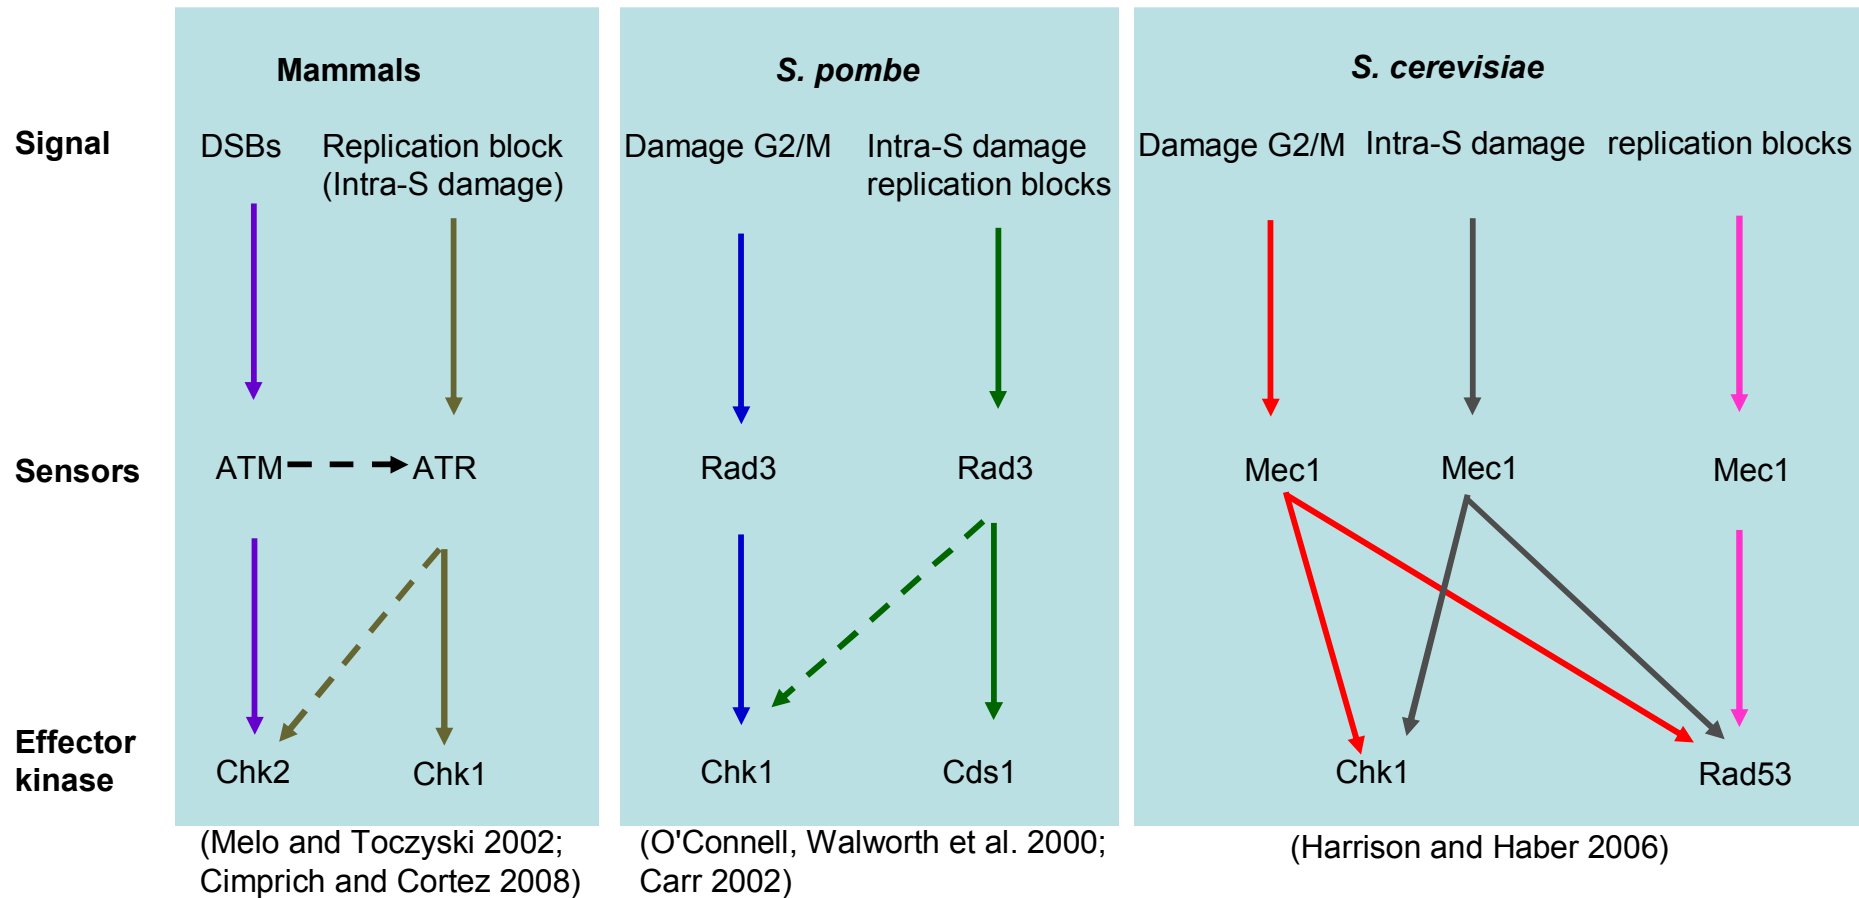 Mammals
S. pombe
S. cerevisiae
Signal
DSBs
Replication block
(Intra-S damage)
Damage G2/M
Intra-S damage
replication blocks
Damage G2/M
Intra-S damage
replication blocks
Sensors
ATM
ATR
Rad3
Rad3
Mec1
Mec1
Mec1
Effector
kinase
Chk2
Chk1
Chk1
Cds1
Chk1
Rad53
(Melo and Toczyski 2002;
Cimprich and Cortez 2008)
(O'Connell, Walworth et al. 2000;
Carr 2002)
(Harrison and Haber 2006)